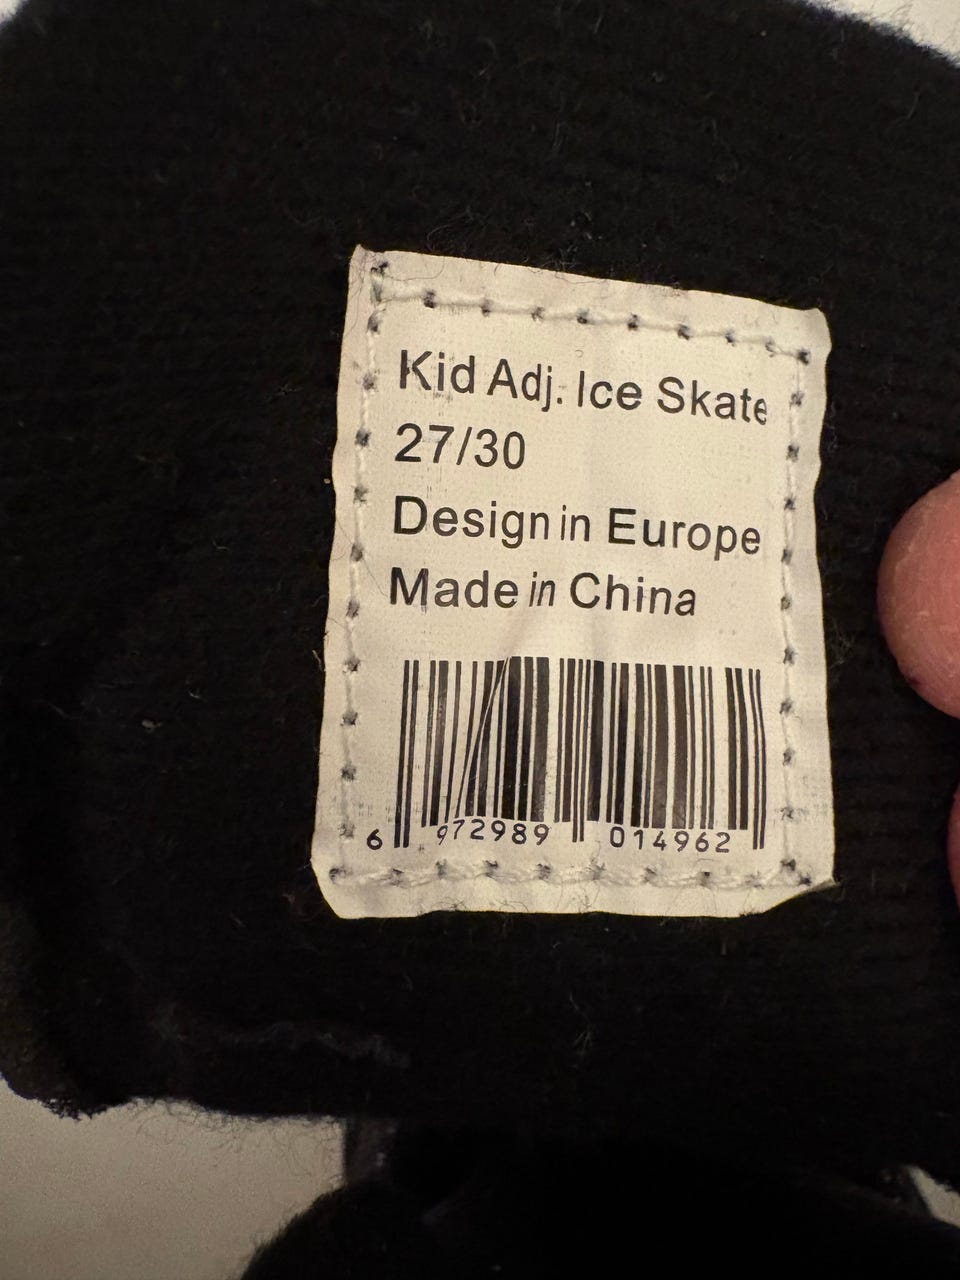 Kid Adj. Ice Skate
27/30
Design in Europe
Made in China
6 972989 014962